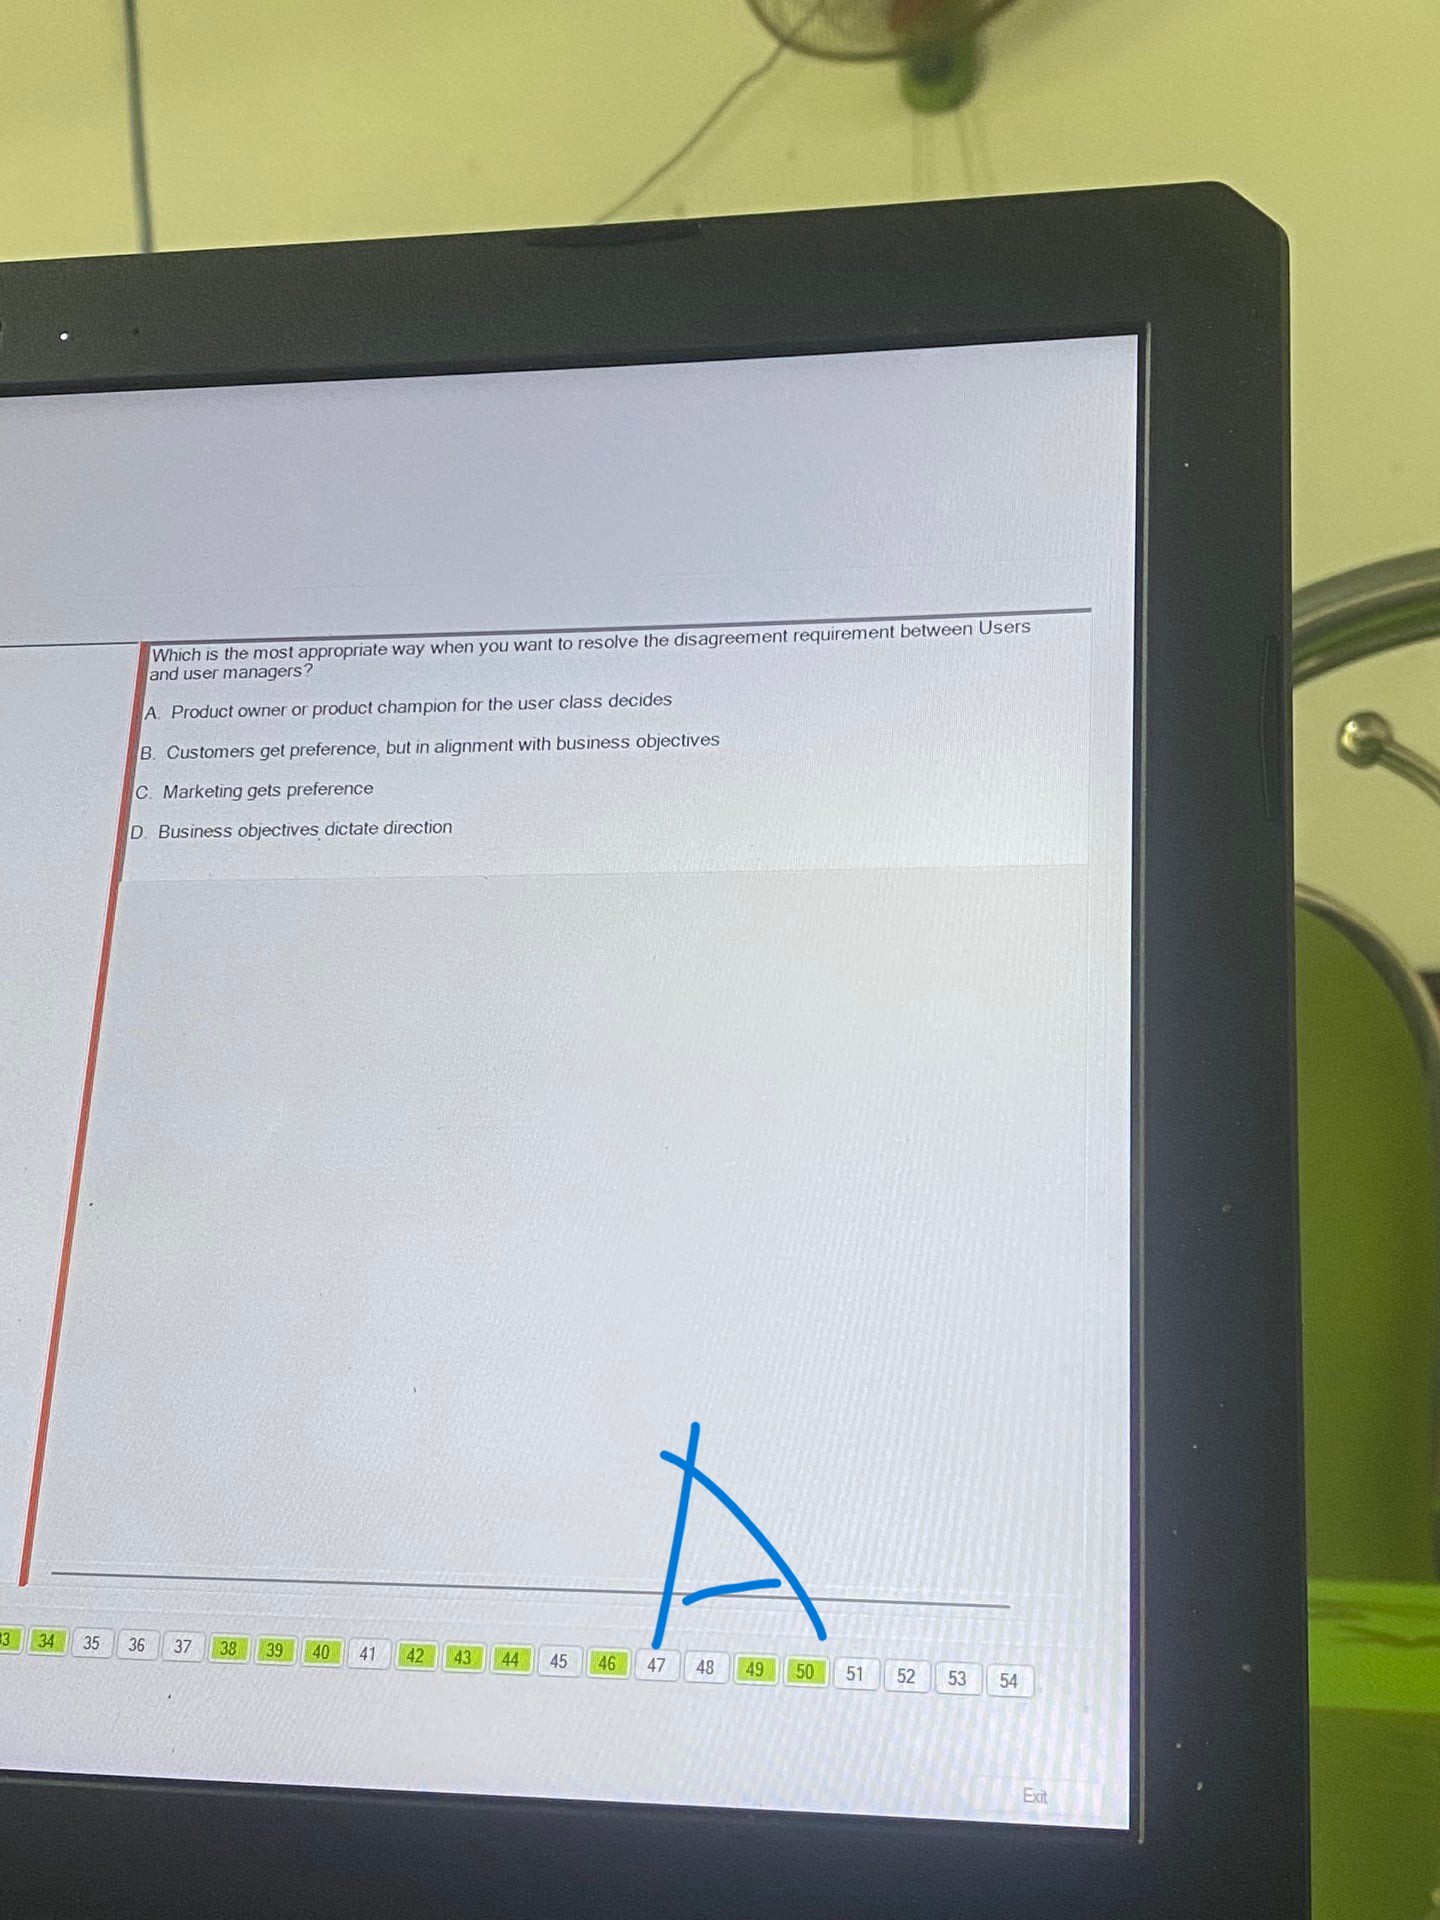 Which is the most appropriate way when you want to resolve the disagreement requirement between Users
and user managers?
A. Product owner or product champion for the user class decides
B. Customers get preference, but in alignment with business objectives
C. Marketing gets preference
D. Business objectives dictate direction
A
33 34 35 36 37 38 39 40 41 42 43 44 45 46 47 48 49 50 51 52 53 54
Exit